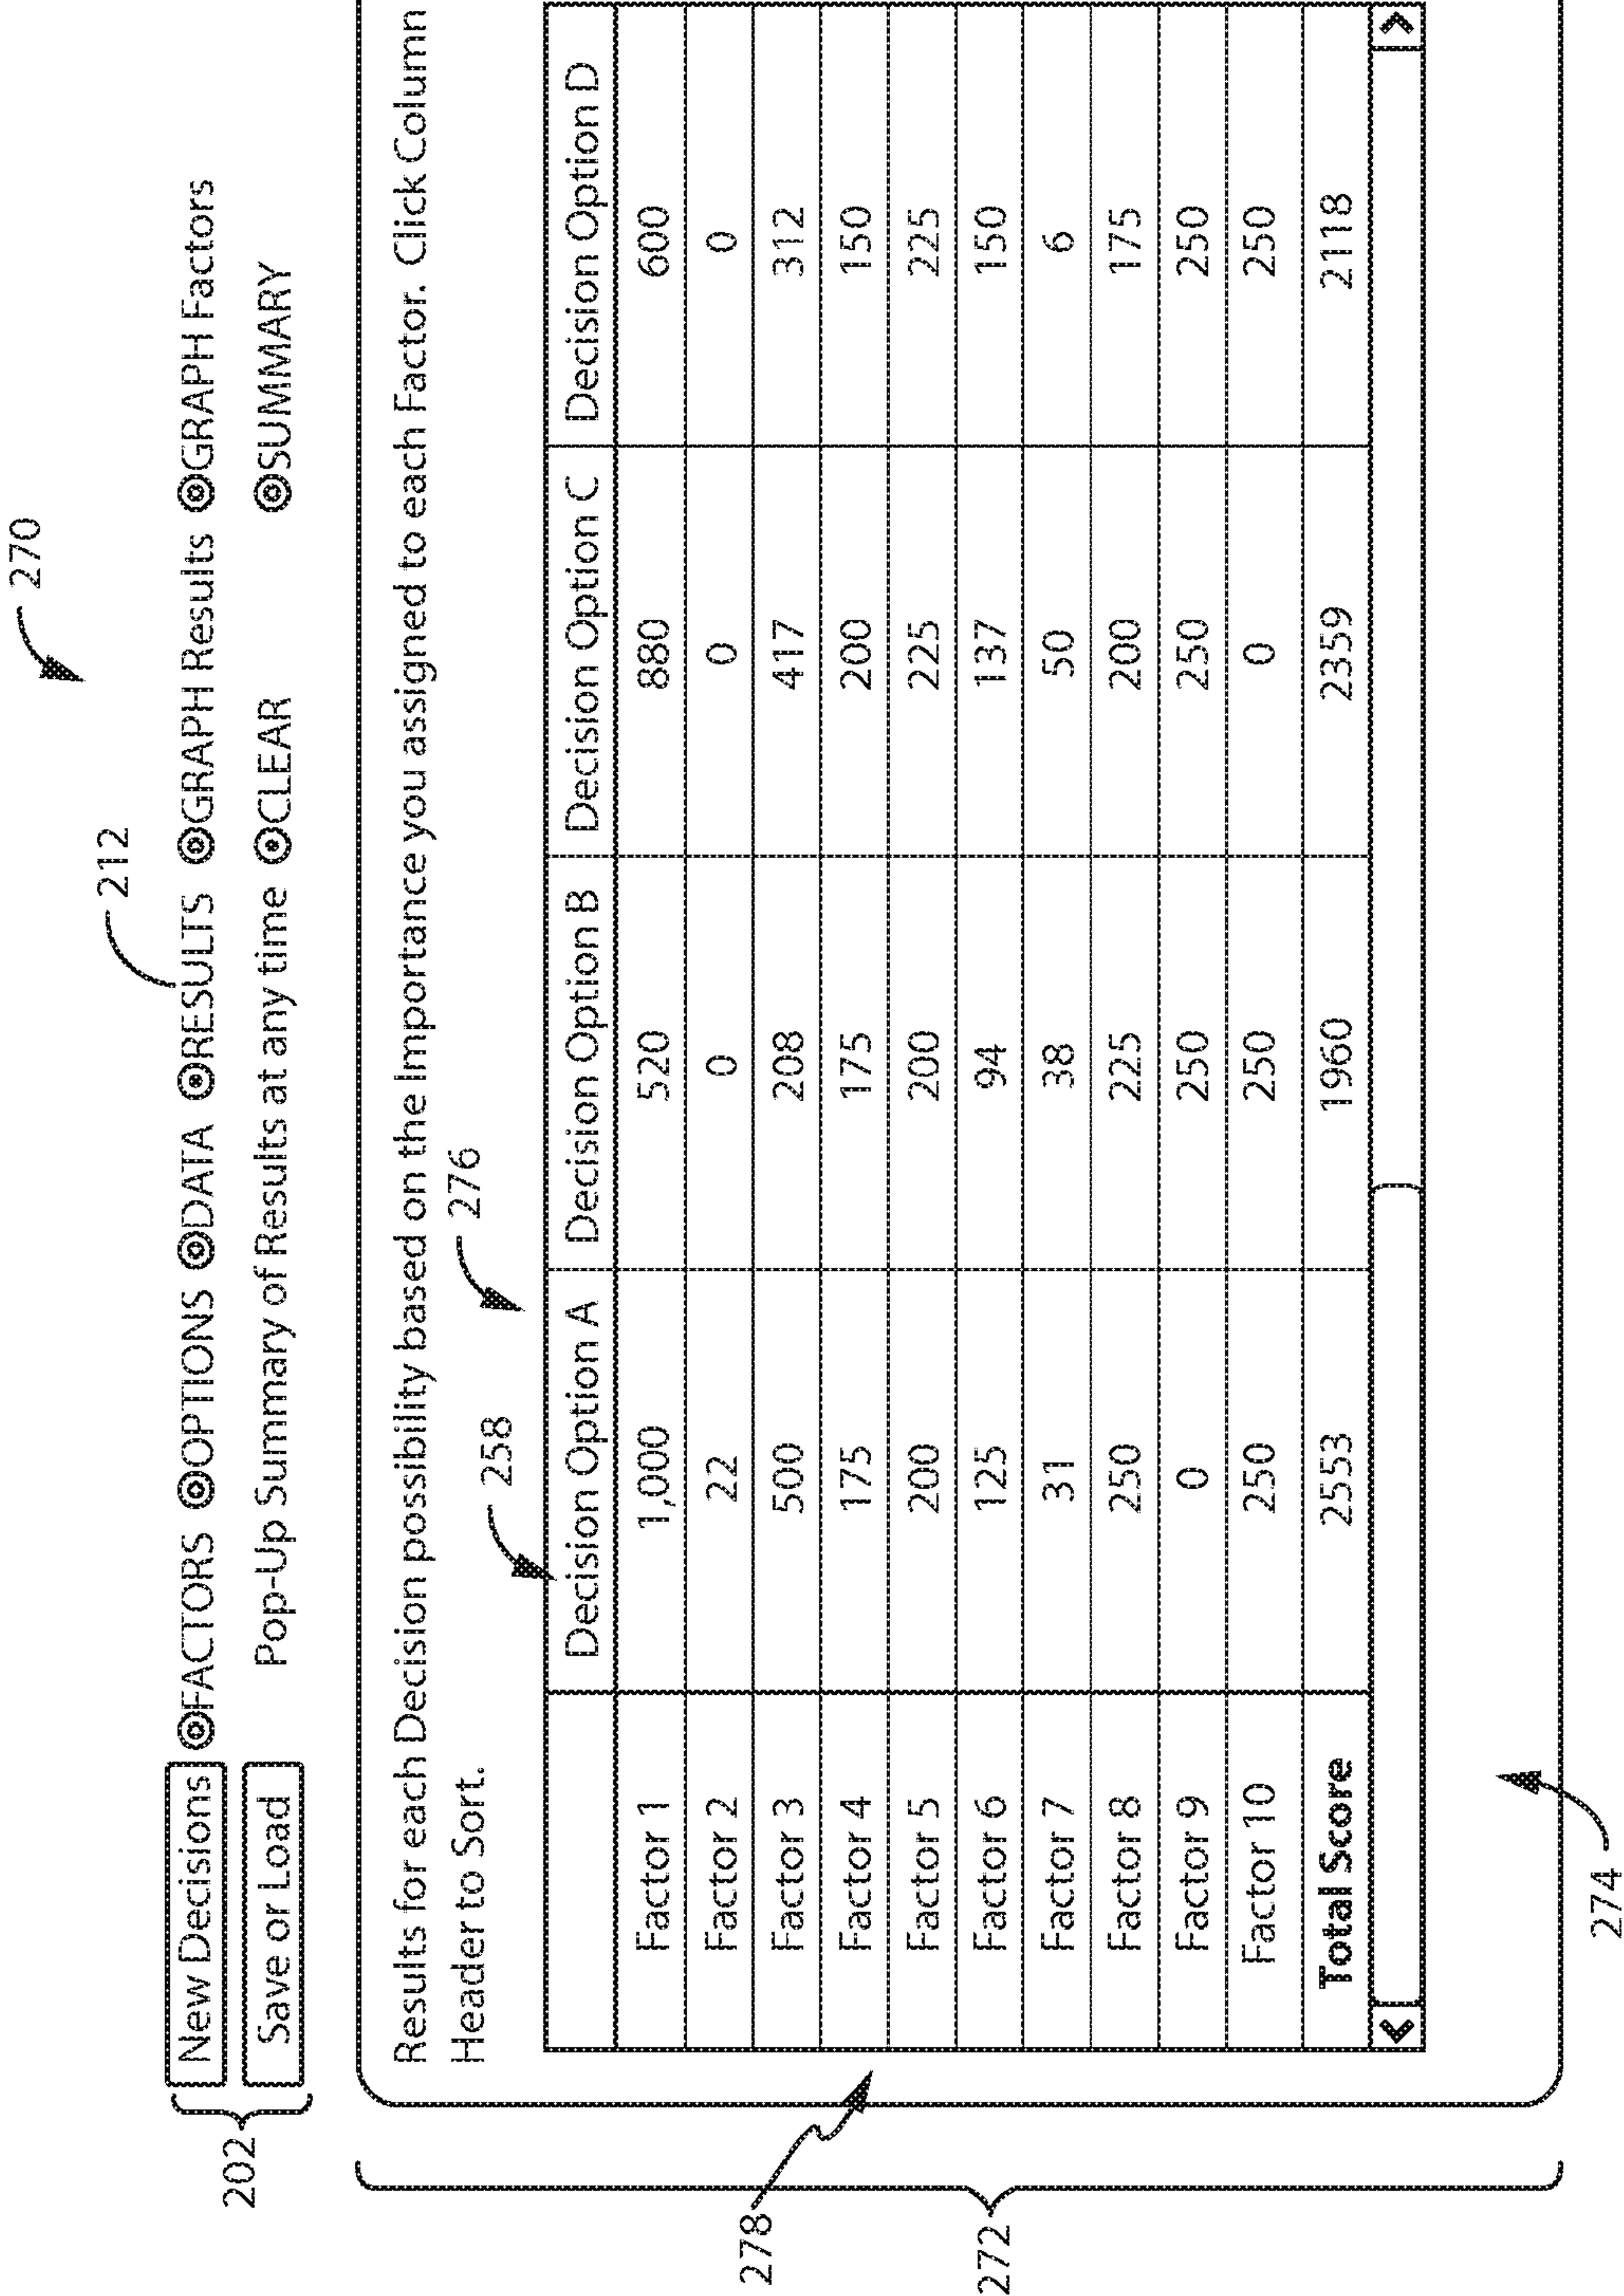 270
212
New Decisions ◎FACTORS ◎OPTIONS ◎DATA ◎RESULTS ◎GRAPH Results ◎GRAPH Factors
202
Save or Load Pop-Up Summary of Results at any time ◎CLEAR ◎SUMMARY
Results for each Decision possibility based on the Importance you assigned to each Factor. Click Column
Header to Sort.
258
276
Decision Option A Decision Option B Decision Option C Decision Option D
Factor 1 1,000 520 880 600
Factor 2 22 0 0 0
Factor 3 500 208 417 312
Factor 4 175 175 200 150
Factor 5 200 200 225 225
Factor 6 125 94 137 150
Factor 7 31 38 50 6
Factor 8 250 225 200 175
Factor 9 0 250 250 250
Factor 10 250 250 0 250
Total Score 2553 1960 2359 2118
278
272
274